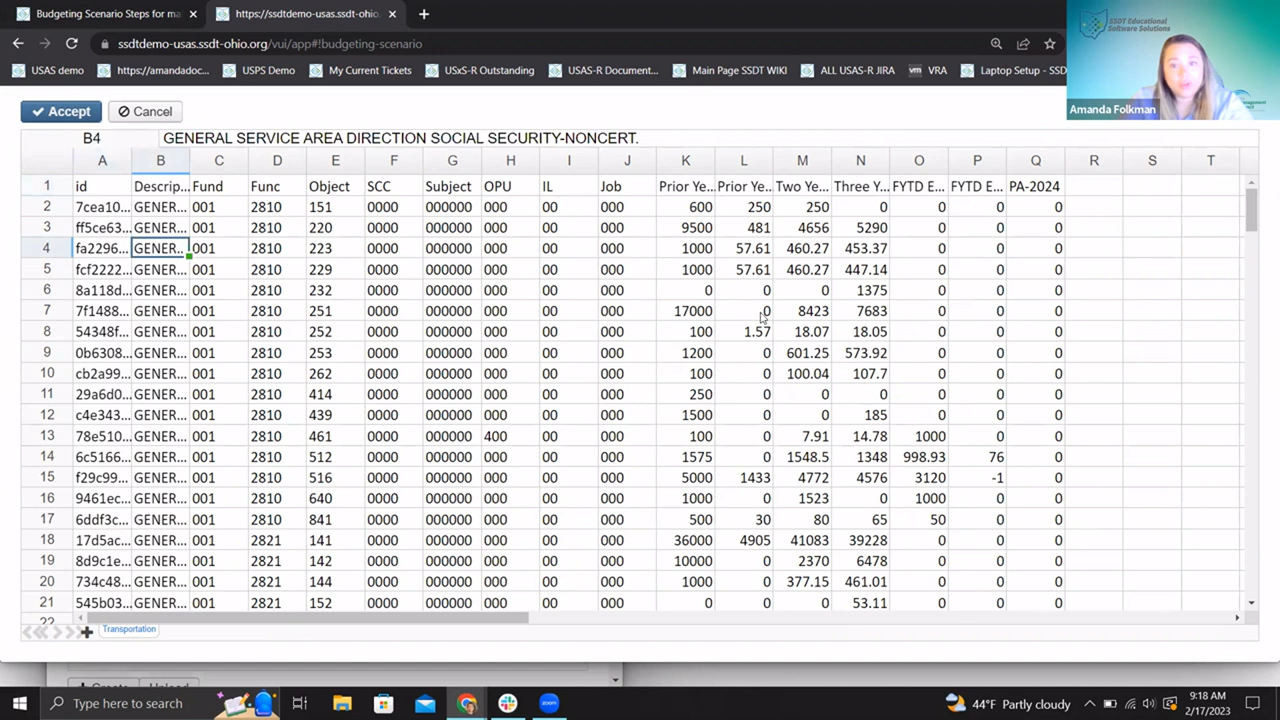 Budgeting Scenario Steps for ma × https://ssdtdemo-usas.ssdt-ohio. × +
ssdtdemo-usas.ssdt-ohio.org/vui/app#!budgeting-scenario
USAS demo https://amandadoc... USPS Demo My Current Tickets USxS-R Outstanding USAS-R Document... Main Page SSDT WIKI ALL USAS-R JIRA vm VRA Laptop Setup - SSD
SSDT Educational
Software Solutions
Amanda Folkman
Accept Cancel
B4 GENERAL SERVICE AREA DIRECTION SOCIAL SECURITY-NONCERT.
A B C D E F G H I J K L M N O P Q R S T
1 id Descrip... Fund Func Object SCC Subject OPU IL Job Prior Ye... Prior Ye... Two Ye... Three Y... FYTD E... FYTD E... PA-2024
2 7cea10... GENER... 001 2810 151 0000 000000 000 00 000 600 250 250 0 0 0 0
3 ff5ce63... GENER... 001 2810 220 0000 000000 000 00 000 9500 481 4656 5290 0 0 0
4 fa2296... GENER... 001 2810 223 0000 000000 000 00 000 1000 57.61 460.27 453.37 0 0 0
5 fcf2222... GENER... 001 2810 229 0000 000000 000 00 000 1000 57.61 460.27 447.14 0 0 0
6 8a118d... GENER... 001 2810 232 0000 000000 000 00 000 0 0 0 1375 0 0 0
7 7f1488... GENER... 001 2810 251 0000 000000 000 00 000 17000 0 8423 7683 0 0 0
8 54348f... GENER... 001 2810 252 0000 000000 000 00 000 100 1.57 18.07 18.05 0 0 0
9 0b6308... GENER... 001 2810 253 0000 000000 000 00 000 1200 0 601.25 573.92 0 0 0
10 cb2a99... GENER... 001 2810 262 0000 000000 000 00 000 100 0 100.04 107.7 0 0 0
11 29a6d0... GENER... 001 2810 414 0000 000000 000 00 000 250 0 0 0 0 0 0
12 c4e343... GENER... 001 2810 439 0000 000000 000 00 000 1500 0 0 185 0 0 0
13 78e510... GENER... 001 2810 461 0000 000000 400 00 000 100 0 7.91 14.78 1000 0 0
14 6c5166... GENER... 001 2810 512 0000 000000 000 00 000 1575 0 1548.5 1348 998.93 76 0
15 f29c99... GENER... 001 2810 516 0000 000000 000 00 000 5000 1433 4772 4576 3120 -1 0
16 9461ec... GENER... 001 2810 640 0000 000000 000 00 000 1000 0 1523 0 1000 0 0
17 6ddf3c... GENER... 001 2810 841 0000 000000 000 00 000 500 30 80 65 50 0 0
18 17d5ac... GENER... 001 2821 141 0000 000000 000 00 000 36000 4905 41083 39228 0 0 0
19 8d9c1e... GENER... 001 2821 142 0000 000000 000 00 000 10000 0 2370 6478 0 0 0
20 734c48... GENER... 001 2821 144 0000 000000 000 00 000 1000 0 377.15 461.01 0 0 0
21 545b03... GENER... 001 2821 152 0000 000000 000 00 000 0 0 0 53.11 0 0 0
22
Transportation
Create Upload
Type here to search zoom 44°F Partly cloudy 9:18 AM
2/17/2023